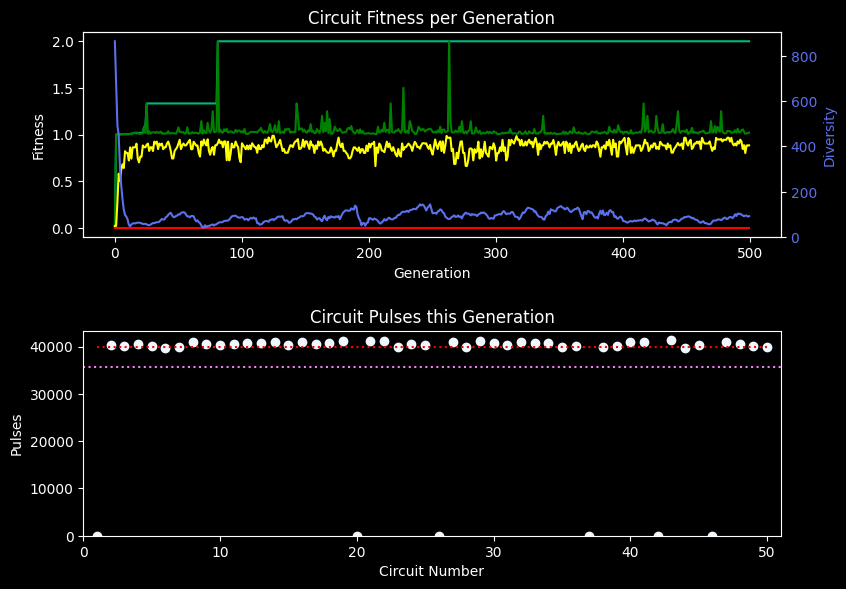 Circuit Fitness per Generation
2.0
1.5
1.0
0.5
0.0
Fitness
800
600
400
200
0
Diversity
0 100 200 300 400 500
Generation
Circuit Pulses this Generation
40000
30000
20000
10000
0
Pulses
0 10 20 30 40 50
Circuit Number